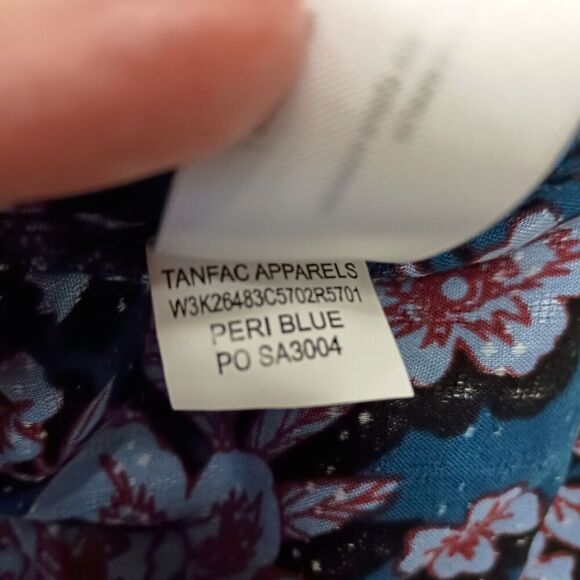 TANFAC APPARELS
W3K26483C5702R5701
PERI BLUE
PO SA3004